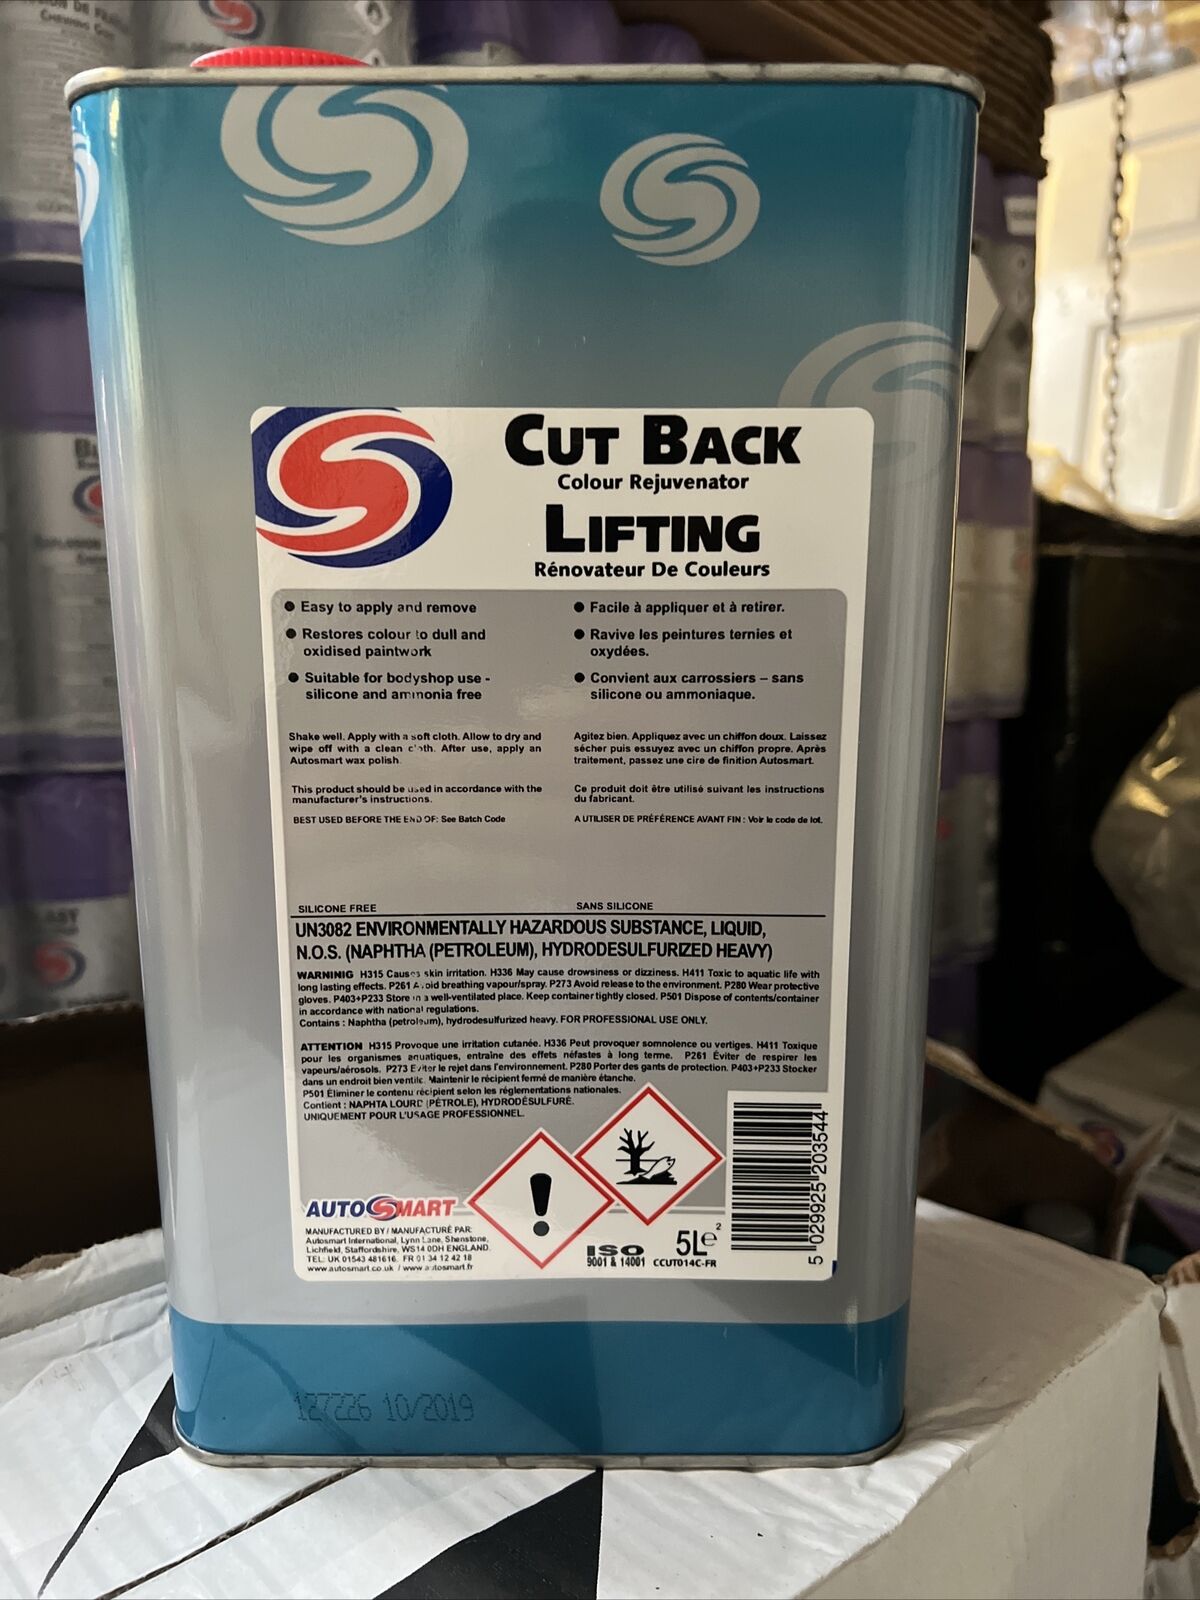 CUT BACK
Colour Rejuvenator
LIFTING
Rénovateur De Couleurs
● Easy to apply and remove
● Restores colour to dull and
oxidised paintwork
● Suitable for bodyshop use -
silicone and ammonia free
● Facile à appliquer et à retirer.
● Ravive les peintures ternies et
oxydées.
● Convient aux carrossiers – sans
silicone ou ammoniaque.
Shake well. Apply with a soft cloth. Allow to dry and
wipe off with a clean cloth. After use, apply an
Autosmart wax polish.
This product should be used in accordance with the
manufacturer's instructions.
BEST USED BEFORE THE END OF: See Batch Code
Agitez bien. Appliquez avec un chiffon doux. Laissez
sécher puis essuyez avec un chiffon propre. Après
traitement, passez une cire de finition Autosmart.
Ce produit doit être utilisé suivant les instructions
du fabricant.
A UTILISER DE PRÉFÉRENCE AVANT FIN : Voir le code de lot.
SILICONE FREE
SANS SILICONE
UN3082 ENVIRONMENTALLY HAZARDOUS SUBSTANCE, LIQUID,
N.O.S. (NAPHTHA (PETROLEUM), HYDRODESULFURIZED HEAVY)
WARNINIG H315 Causes skin irritation. H336 May cause drowsiness or dizziness. H411 Toxic to aquatic life with
long lasting effects. P261 Avoid breathing vapour/spray. P273 Avoid release to the environment. P280 Wear protective
gloves. P403+P233 Store in a well-ventilated place. Keep container tightly closed. P501 Dispose of contents/container
in accordance with national regulations.
Contains : Naphtha (petroleum), hydrodesulfurized heavy. FOR PROFESSIONAL USE ONLY.
ATTENTION H315 Provoque une irritation cutanée. H336 Peut provoquer somnolence ou vertiges. H411 Toxique
pour les organismes aquatiques, entraîne des effets néfastes à long terme. P261 Éviter de respirer les
vapeurs/aérosols. P273 Éviter le rejet dans l'environnement. P280 Porter des gants de protection. P403+P233 Stocker
dans un endroit bien ventilé. Maintenir le récipient fermé de manière étanche.
P501 Éliminer le contenu récipient selon les réglementations nationales.
Contient : NAPHTA LOURD (PÉTROLE), HYDRODÉSULFURÉ.
UNIQUEMENT POUR L'USAGE PROFESSIONNEL.
AUTOSMART
MANUFACTURED BY / MANUFACTURÉ PAR:
Autosmart International, Lynn Lane, Shenstone,
Lichfield, Staffordshire, WS14 0DH ENGLAND.
TEL: UK 01543 481616 FR 01 34 12 42 18
www.autosmart.co.uk / www.autosmart.fr
ISO
9001 & 14001
5Le
2
CCUT014C-FR
5 029925 203544
127226 10/2019